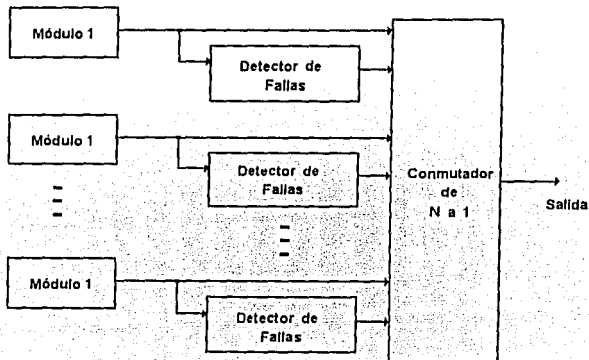 Módulo 1
Detector de
Fallas
Módulo 1
Detector de
Fallas
Conmutador
de
N a 1
Salida
Módulo 1
Detector de
Fallas